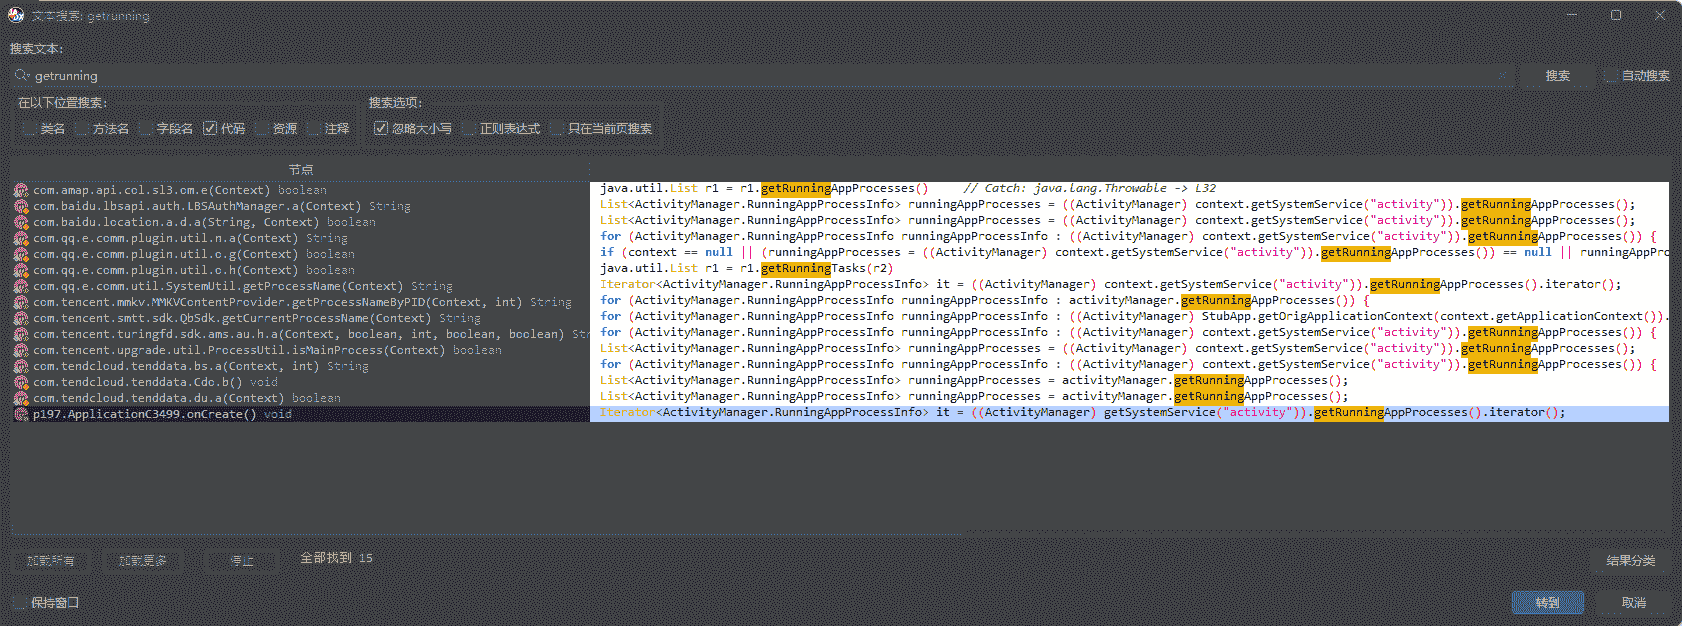 文本搜索: getrunning
搜索文本:
getrunning
搜索
自动搜索
在以下位置搜索:
搜索选项:
类名 方法名 字段名 代码 资源 注释
忽略大小写 正则表达式 只在当前页搜索
节点
com.amap.api.col.sl3.om.e(Context) boolean java.util.List r1 = r1.getRunningAppProcesses() // Catch: java.lang.Throwable -> L32
com.baidu.lbsapi.auth.LBSAuthManager.a(Context) String List<ActivityManager.RunningAppProcessInfo> runningAppProcesses = ((ActivityManager) context.getSystemService("activity")).getRunningAppProcesses();
com.baidu.location.a.d.a(String, Context) boolean List<ActivityManager.RunningAppProcessInfo> runningAppProcesses = ((ActivityManager) context.getSystemService("activity")).getRunningAppProcesses();
com.qq.e.comm.plugin.util.n.a(Context) String for (ActivityManager.RunningAppProcessInfo runningAppProcessInfo : ((ActivityManager) context.getSystemService("activity")).getRunningAppProcesses()) {
com.qq.e.comm.plugin.util.o.g(Context) boolean if (context == null || (runningAppProcesses = ((ActivityManager) context.getSystemService("activity")).getRunningAppProcesses()) == null || runningAppPro
com.qq.e.comm.plugin.util.o.h(Context) boolean java.util.List r1 = r1.getRunningTasks(r2)
com.qq.e.comm.util.SystemUtil.getProcessName(Context) String Iterator<ActivityManager.RunningAppProcessInfo> it = ((ActivityManager) context.getSystemService("activity")).getRunningAppProcesses().iterator();
com.tencent.mmkv.MMKVContentProvider.getProcessNameByPID(Context, int) String for (ActivityManager.RunningAppProcessInfo runningAppProcessInfo : activityManager.getRunningAppProcesses()) {
com.tencent.smtt.sdk.QbSdk.getCurrentProcessName(Context) String for (ActivityManager.RunningAppProcessInfo runningAppProcessInfo : ((ActivityManager) StubApp.getOrigApplicationContext(context.getApplicationContext()).
com.tencent.turingfd.sdk.ams.au.h.a(Context, boolean, int, boolean, boolean) Str for (ActivityManager.RunningAppProcessInfo runningAppProcessInfo : ((ActivityManager) context.getSystemService("activity")).getRunningAppProcesses()) {
com.tencent.upgrade.util.ProcessUtil.isMainProcess(Context) boolean List<ActivityManager.RunningAppProcessInfo> runningAppProcesses = ((ActivityManager) context.getSystemService("activity")).getRunningAppProcesses();
com.tendcloud.tenddata.bs.a(Context, int) String for (ActivityManager.RunningAppProcessInfo runningAppProcessInfo : ((ActivityManager) context.getSystemService("activity")).getRunningAppProcesses()) {
com.tendcloud.tenddata.Cdo.b() void List<ActivityManager.RunningAppProcessInfo> runningAppProcesses = activityManager.getRunningAppProcesses();
com.tendcloud.tenddata.du.a(Context) boolean List<ActivityManager.RunningAppProcessInfo> runningAppProcesses = activityManager.getRunningAppProcesses();
p197.ApplicationC3499.onCreate() void Iterator<ActivityManager.RunningAppProcessInfo> it = ((ActivityManager) getSystemService("activity")).getRunningAppProcesses().iterator();
加载所有 加载更多 停止 全部找到 15 结果分类
保持窗口 转到 取消